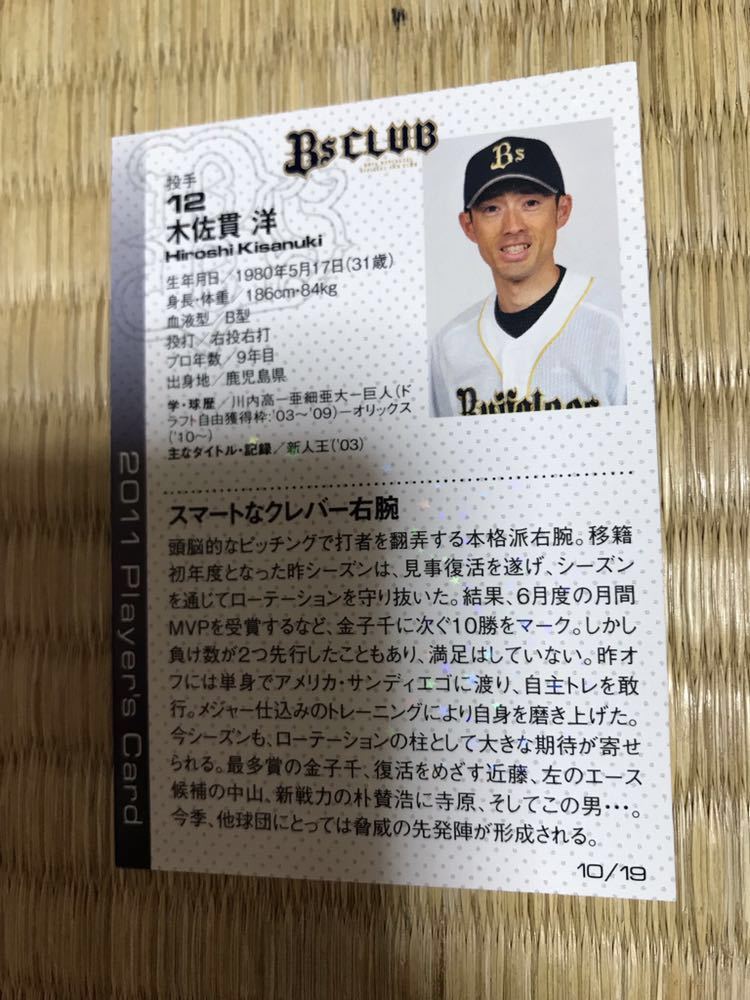 Bs CLUB
投手
12
木佐貫 洋
Hiroshi Kisanuki
生年月日／1980年5月17日(31歳)
身長・体重／186cm・84kg
血液型／B型
投打／右投右打
プロ年数／9年目
出身地／鹿児島県
学・球歴／川内高－亜細亜大－巨人(ド
ラフト自由獲得枠:'03～'09)－オリックス
('10～)
主なタイトル・記録／新人王('03)
Bs
Buffaloes
スマートなクレバー右腕
頭脳的なピッチングで打者を翻弄する本格派右腕。移籍
初年度となった昨シーズンは、見事復活を遂げ、シーズン
を通じてローテーションを守り抜いた。結果、6月度の月間
MVPを受賞するなど、金子千に次ぐ10勝をマーク。しかし
負け数が2つ先行したこともあり、満足はしていない。昨オ
フには単身でアメリカ・サンディエゴに渡り、自主トレを敢
行。メジャー仕込みのトレーニングにより自身を磨き上げた。
今シーズンも、ローテーションの柱として大きな期待が寄せ
られる。最多賞の金子千、復活をめざす近藤、左のエース
候補の中山、新戦力の朴賛浩に寺原、そしてこの男…。
今季、他球団にとっては脅威の先発陣が形成される。
10/19
2011 Player's Card